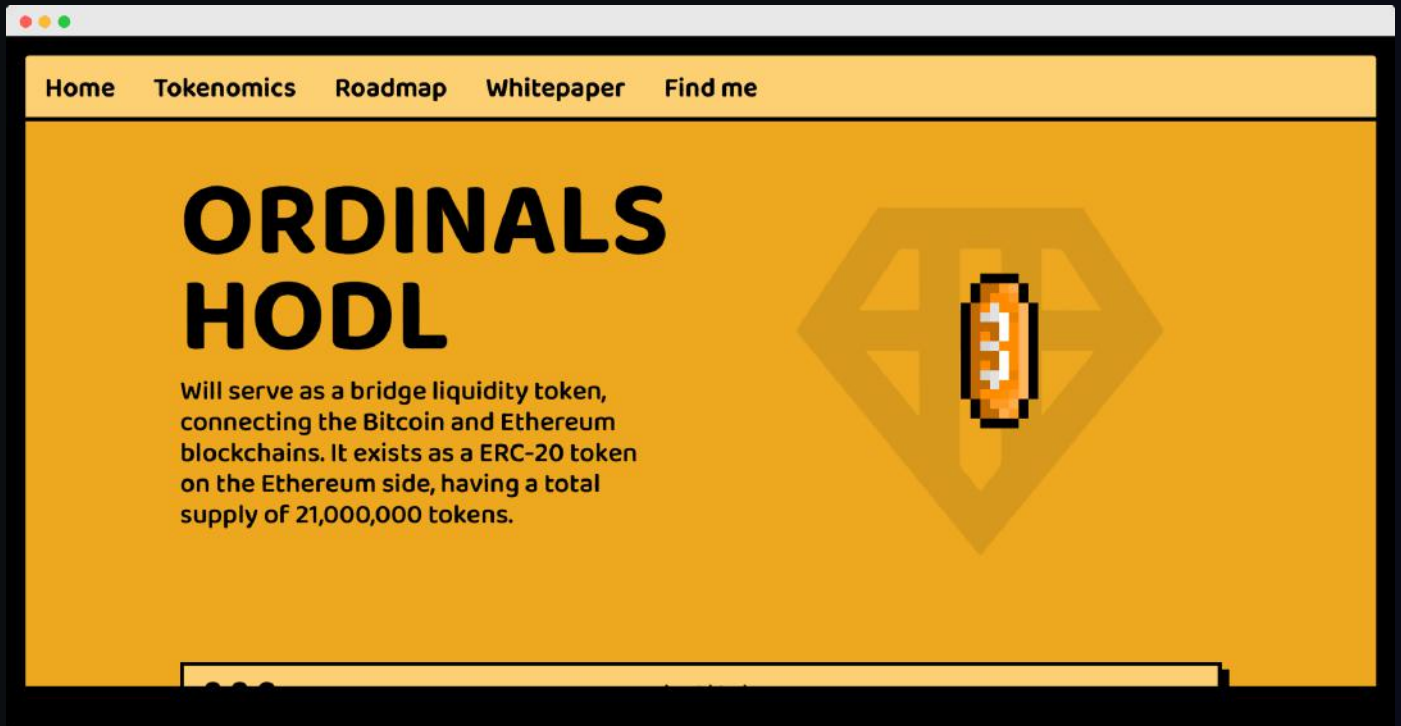 Home Tokenomics Roadmap Whitepaper Find me
ORDINALS
HODL
Will serve as a bridge liquidity token,
connecting the Bitcoin and Ethereum
blockchains. It exists as a ERC-20 token
on the Ethereum side, having a total
supply of 21,000,000 tokens.